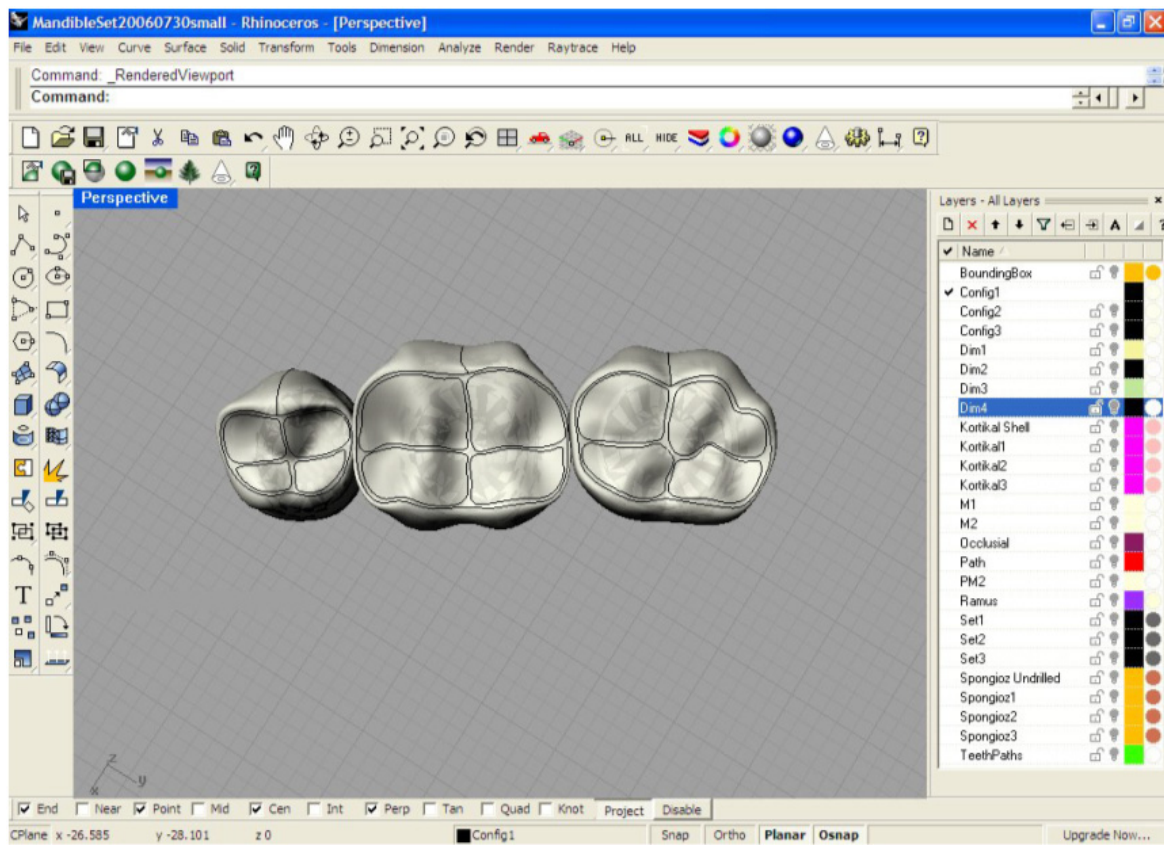 MandibleSet20060730small - Rhinoceros - [Perspective]
File Edit View Curve Surface Solid Transform Tools Dimension Analyze Render Raytrace Help
Command: _RenderedViewport
Command:
ALL HIDE
Perspective
Layers - All Layers
Name
BoundingBox
Config1
Config2
Config3
Dim1
Dim2
Dim3
Dim4
Kortikal Shell
Kortikal1
Kortikal2
Kortikal3
M1
M2
Occlusial
Path
PM2
Ramus
Set1
Set2
Set3
Spongioz Undrilled
Spongioz1
Spongioz2
Spongioz3
TeethPaths
z
y
x
End Near Point Mid Cen Int Perp Tan Quad Knot Project Disable
CPlane x -26.585 y -28.101 z 0 Config1 Snap Ortho Planar Osnap Upgrade Now...